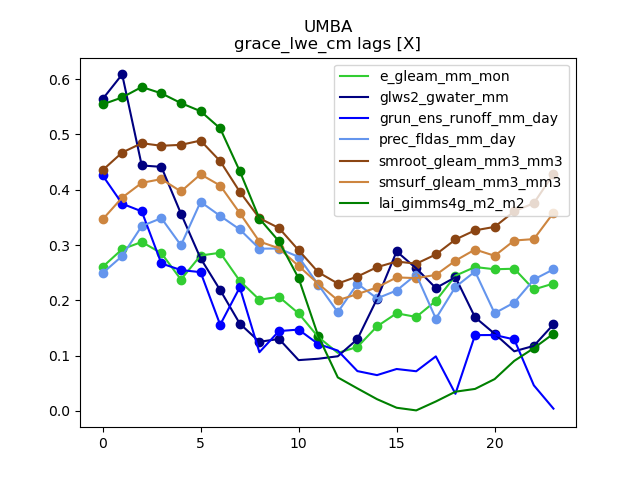 UMBA
grace_lwe_cm lags [X]
e_gleam_mm_mon
glws2_gwater_mm
grun_ens_runoff_mm_day
prec_fldas_mm_day
smroot_gleam_mm3_mm3
smsurf_gleam_mm3_mm3
lai_gimms4g_m2_m2
0.6
0.5
0.4
0.3
0.2
0.1
0.0
0 5 10 15 20